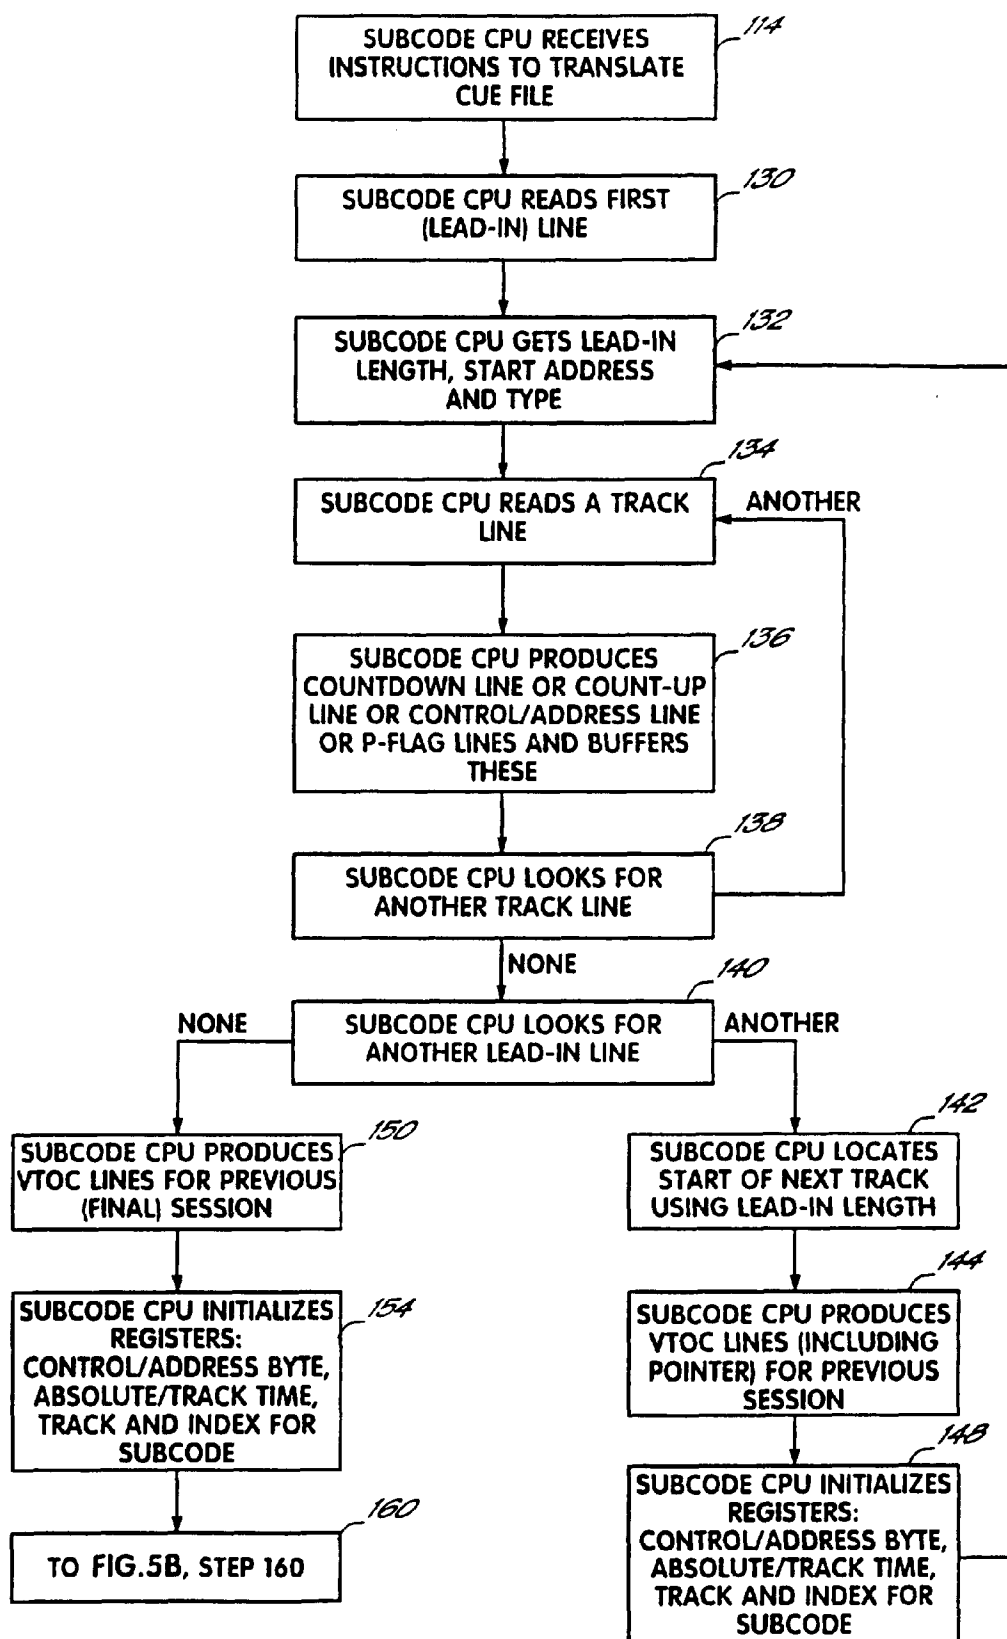 114
SUBCODE CPU RECEIVES
INSTRUCTIONS TO TRANSLATE
CUE FILE
130
SUBCODE CPU READS FIRST
(LEAD-IN) LINE
132
SUBCODE CPU GETS LEAD-IN
LENGTH, START ADDRESS
AND TYPE
134
SUBCODE CPU READS A TRACK
LINE
ANOTHER
136
SUBCODE CPU PRODUCES
COUNTDOWN LINE OR COUNT-UP
LINE OR CONTROL/ADDRESS LINE
OR P-FLAG LINES AND BUFFERS
THESE
138
SUBCODE CPU LOOKS FOR
ANOTHER TRACK LINE
NONE
140
SUBCODE CPU LOOKS FOR
ANOTHER LEAD-IN LINE
NONE
ANOTHER
150
SUBCODE CPU PRODUCES
VTOC LINES FOR PREVIOUS
(FINAL) SESSION
154
SUBCODE CPU INITIALIZES
REGISTERS:
CONTROL/ADDRESS BYTE,
ABSOLUTE/TRACK TIME,
TRACK AND INDEX FOR
SUBCODE
160
TO FIG.5B, STEP 160
142
SUBCODE CPU LOCATES
START OF NEXT TRACK
USING LEAD-IN LENGTH
144
SUBCODE CPU PRODUCES
VTOC LINES (INCLUDING
POINTER) FOR PREVIOUS
SESSION
148
SUBCODE CPU INITIALIZES
REGISTERS:
CONTROL/ADDRESS BYTE,
ABSOLUTE/TRACK TIME,
TRACK AND INDEX FOR
SUBCODE